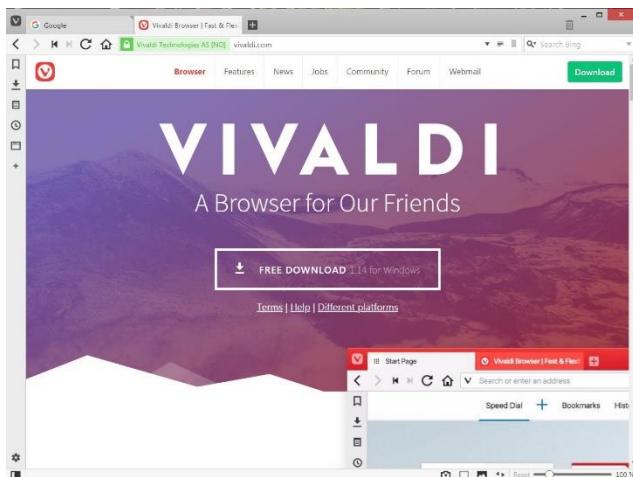 Google
Vivaldi Browser | Fast & Flex
Vivaldi Technologies AS [NO] vivaldi.com
Search Bing
Browser Features News Jobs Community Forum Webmail
Download
VIVALDI
A Browser for Our Friends
FREE DOWNLOAD 1.14 for Windows
Terms | Help | Different platforms
Start Page
Vivaldi Browser | Fast & Flexi
Search or enter an address
Speed Dial Bookmarks Hist
Reset
100 %